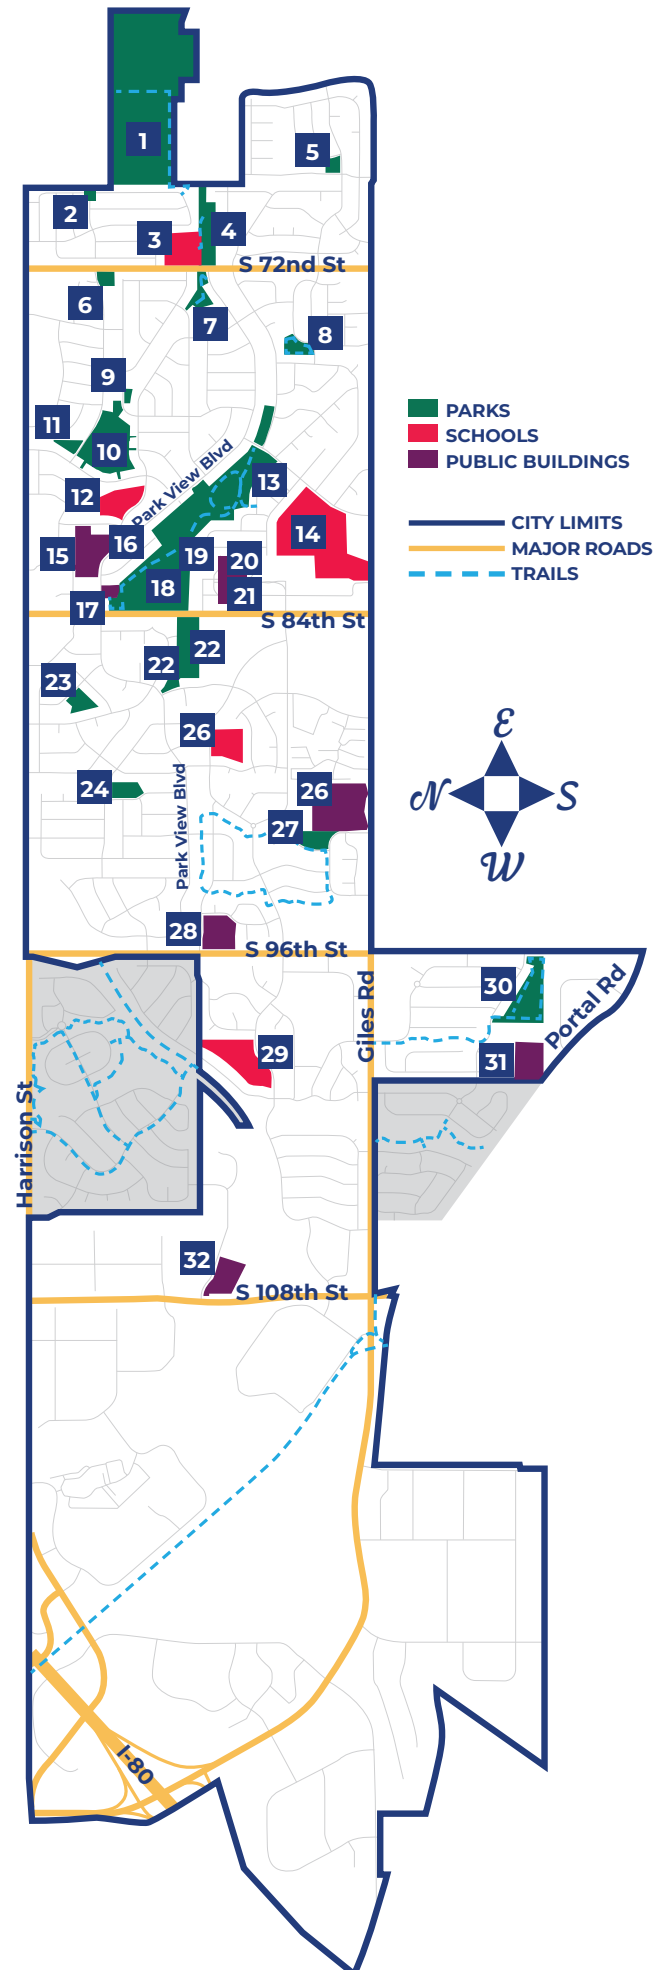 1
5
2
3
4
S 72nd St
6
7
8
9
11
10
Park View Blvd
13
12
14
15
16
19
20
18
21
17
S 84th St
22
22
23
26
24
Park View Blvd
26
27
28
S 96th St
PARKS
SCHOOLS
PUBLIC BUILDINGS
CITY LIMITS
MAJOR ROADS
TRAILS
E
N
S
W
Giles Rd
30
Portal Rd
29
31
Harrison St
32
S 108th St
I-80